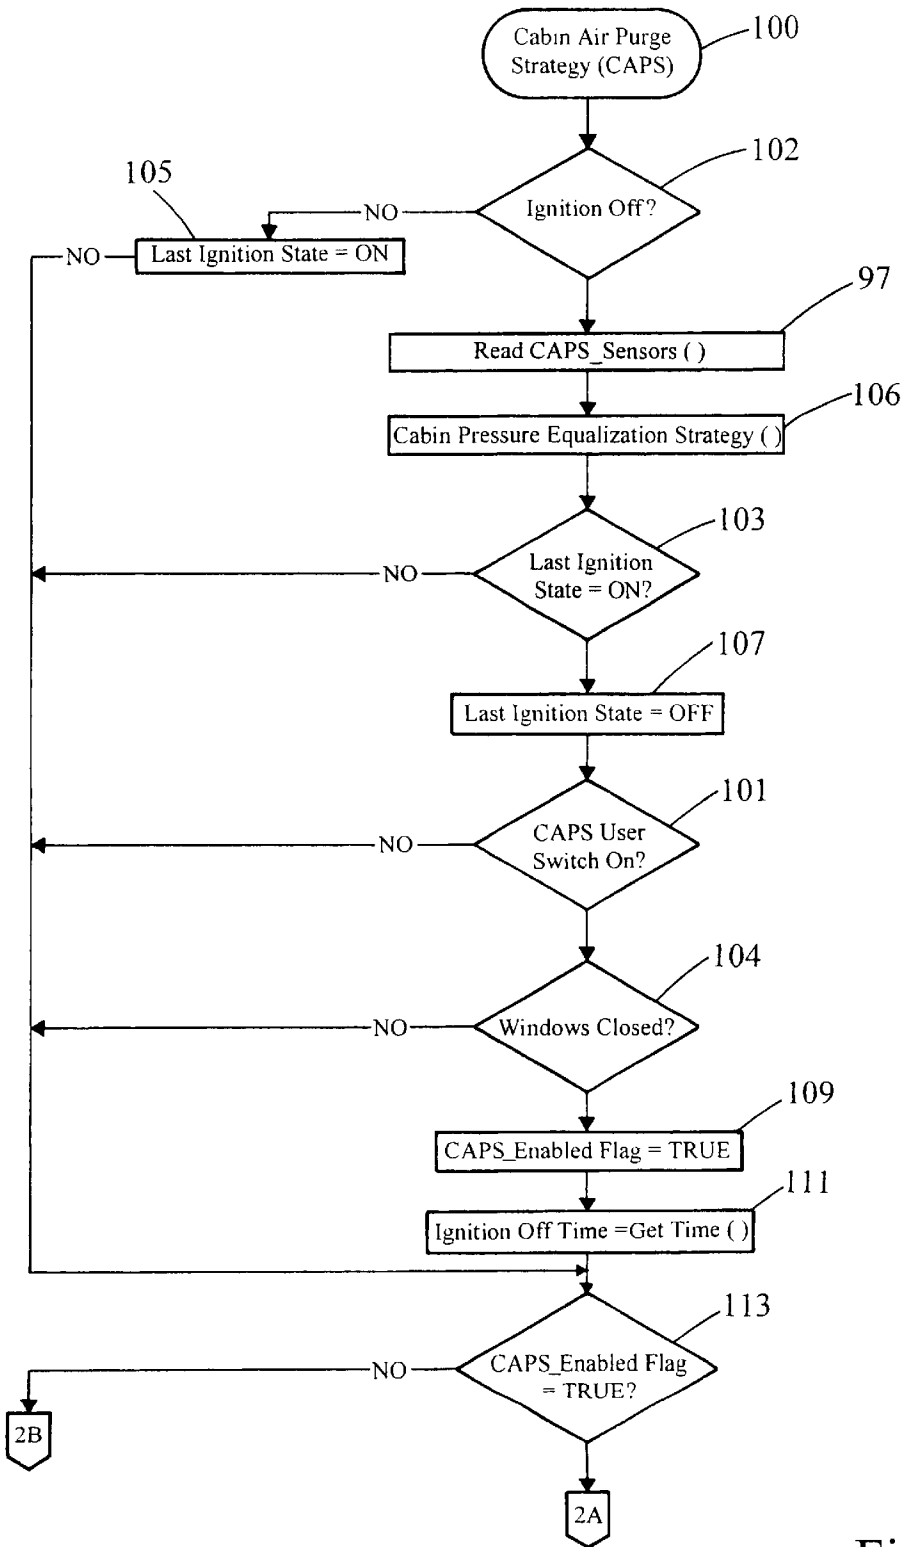 Cabin Air Purge
Strategy (CAPS)
100
102
Ignition Off?
NO
105
Last Ignition State = ON
NO
97
Read CAPS_Sensors ( )
106
Cabin Pressure Equalization Strategy ( )
103
Last Ignition
State = ON?
NO
107
Last Ignition State = OFF
101
CAPS User
Switch On?
NO
104
Windows Closed?
NO
109
CAPS_Enabled Flag = TRUE
111
Ignition Off Time =Get Time ( )
113
CAPS_Enabled Flag
= TRUE?
NO
2B
2A